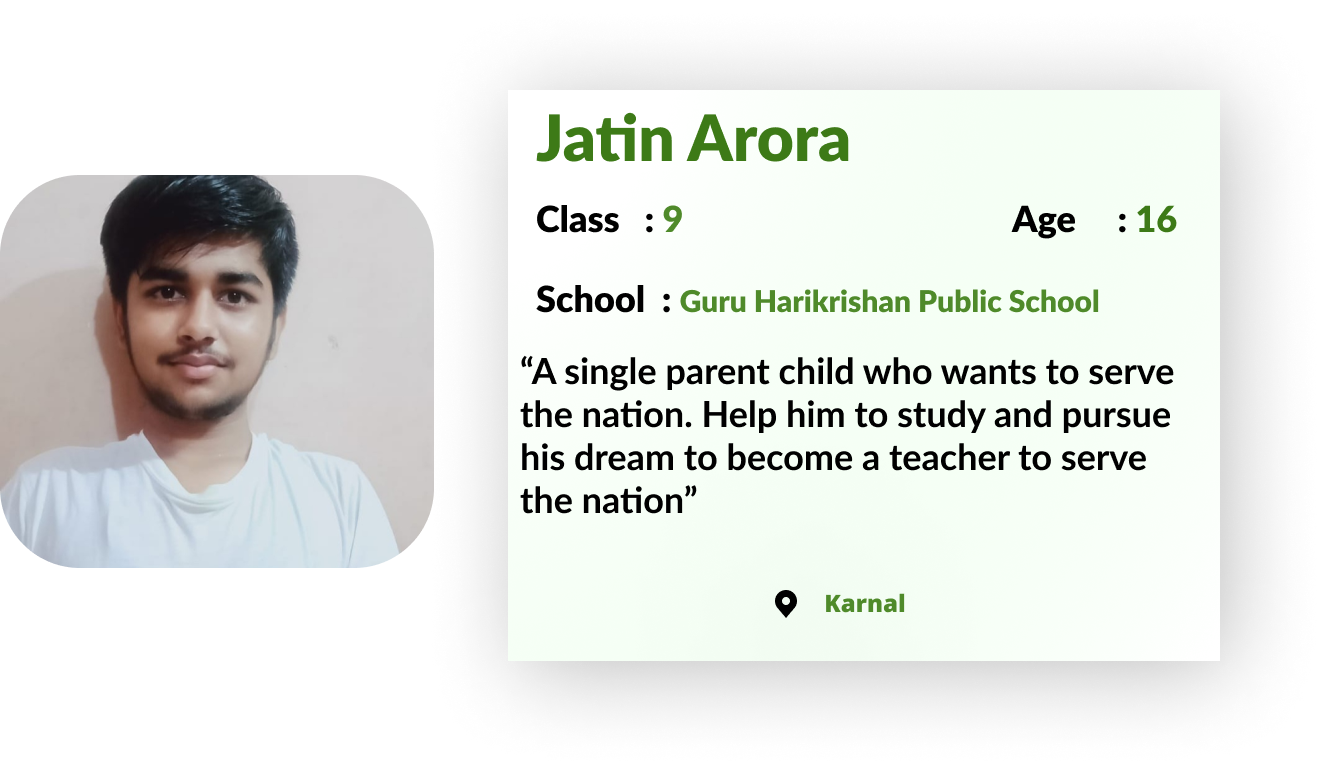 Jatin Arora
Class : 9 Age : 16
School : Guru Harikrishan Public School
“A single parent child who wants to serve
the nation. Help him to study and pursue
his dream to become a teacher to serve
the nation”
Karnal